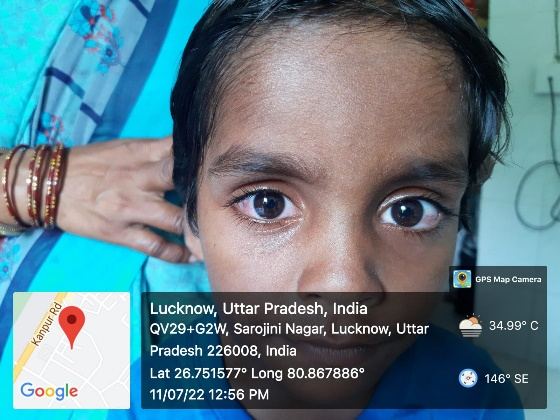 GPS Map Camera
Kanpur Rd
Google
Lucknow, Uttar Pradesh, India
QV29+G2W, Sarojini Nagar, Lucknow, Uttar
Pradesh 226008, India
Lat 26.751577° Long 80.867886°
11/07/22 12:56 PM
34.99° C
146° SE